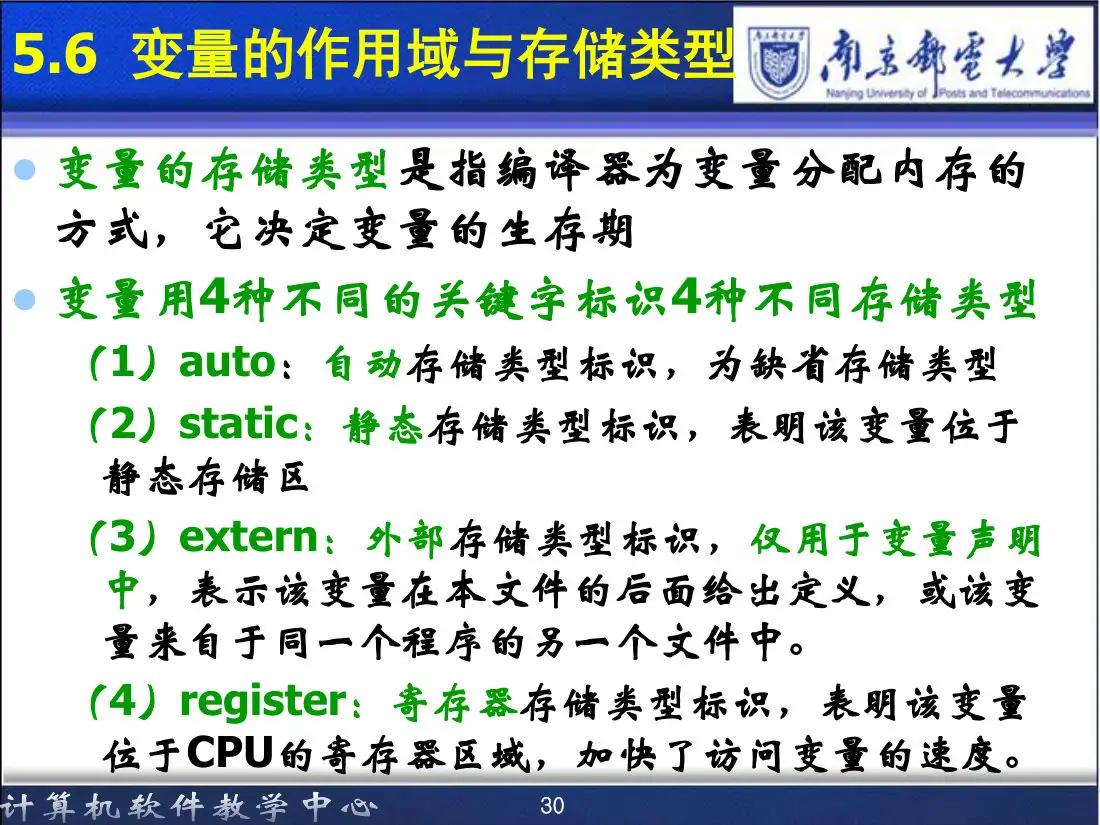 5.6 变量的作用域与存储类型
南京邮电大学
Nanjing University of Posts and Telecommunications
变量的存储类型是指编译器为变量分配内存的
方式，它决定变量的生存期
变量用4种不同的关键字标识4种不同存储类型
（1）auto：自动存储类型标识，为缺省存储类型
（2）static：静态存储类型标识，表明该变量位于
静态存储区
（3）extern：外部存储类型标识，仅用于变量声明
中，表示该变量在本文件的后面给出定义，或该变
量来自于同一个程序的另一个文件中。
（4）register：寄存器存储类型标识，表明该变量
位于CPU的寄存器区域，加快了访问变量的速度。
计算机软件教学中心
30